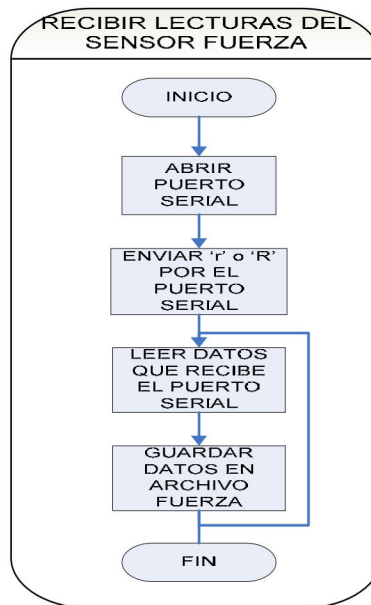 RECIBIR LECTURAS DEL
SENSOR FUERZA
INICIO
ABRIR
PUERTO
SERIAL
ENVIAR ‘r’ o ‘R’
POR EL
PUERTO
SERIAL
LEER DATOS
QUE RECIBE
EL PUERTO
SERIAL
GUARDAR
DATOS EN
ARCHIVO
FUERZA
FIN